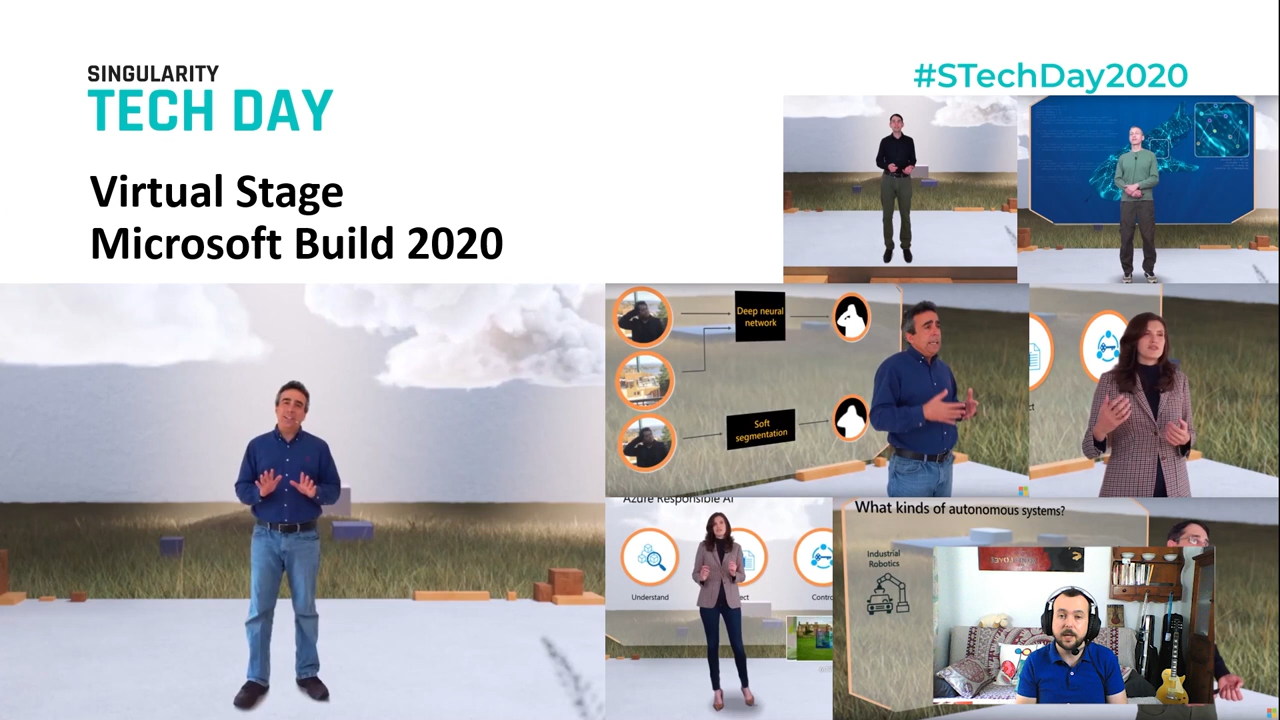 SINGULARITY
TECH DAY
#STechDay2020
Virtual Stage
Microsoft Build 2020
Deep neural
network
Soft
segmentation
Azure Responsible AI
Understand
What kinds of autonomous systems?
Industrial
Robotics